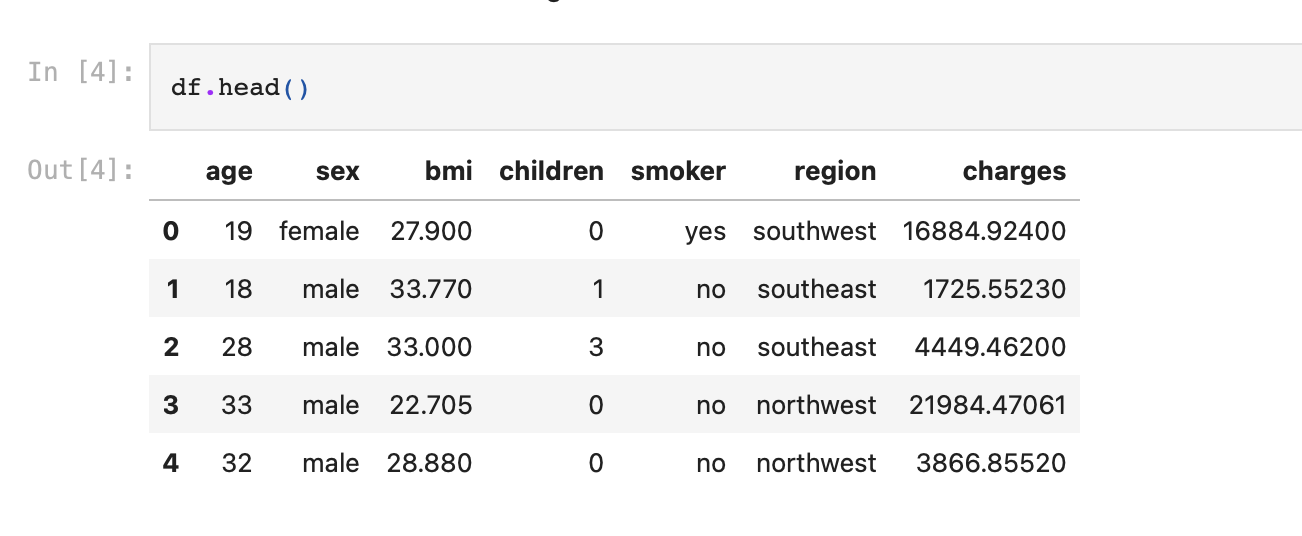 In [4]:
df.head()
Out[4]:
age sex bmi children smoker region charges
0 19 female 27.900 0 yes southwest 16884.92400
1 18 male 33.770 1 no southeast 1725.55230
2 28 male 33.000 3 no southeast 4449.46200
3 33 male 22.705 0 no northwest 21984.47061
4 32 male 28.880 0 no northwest 3866.85520